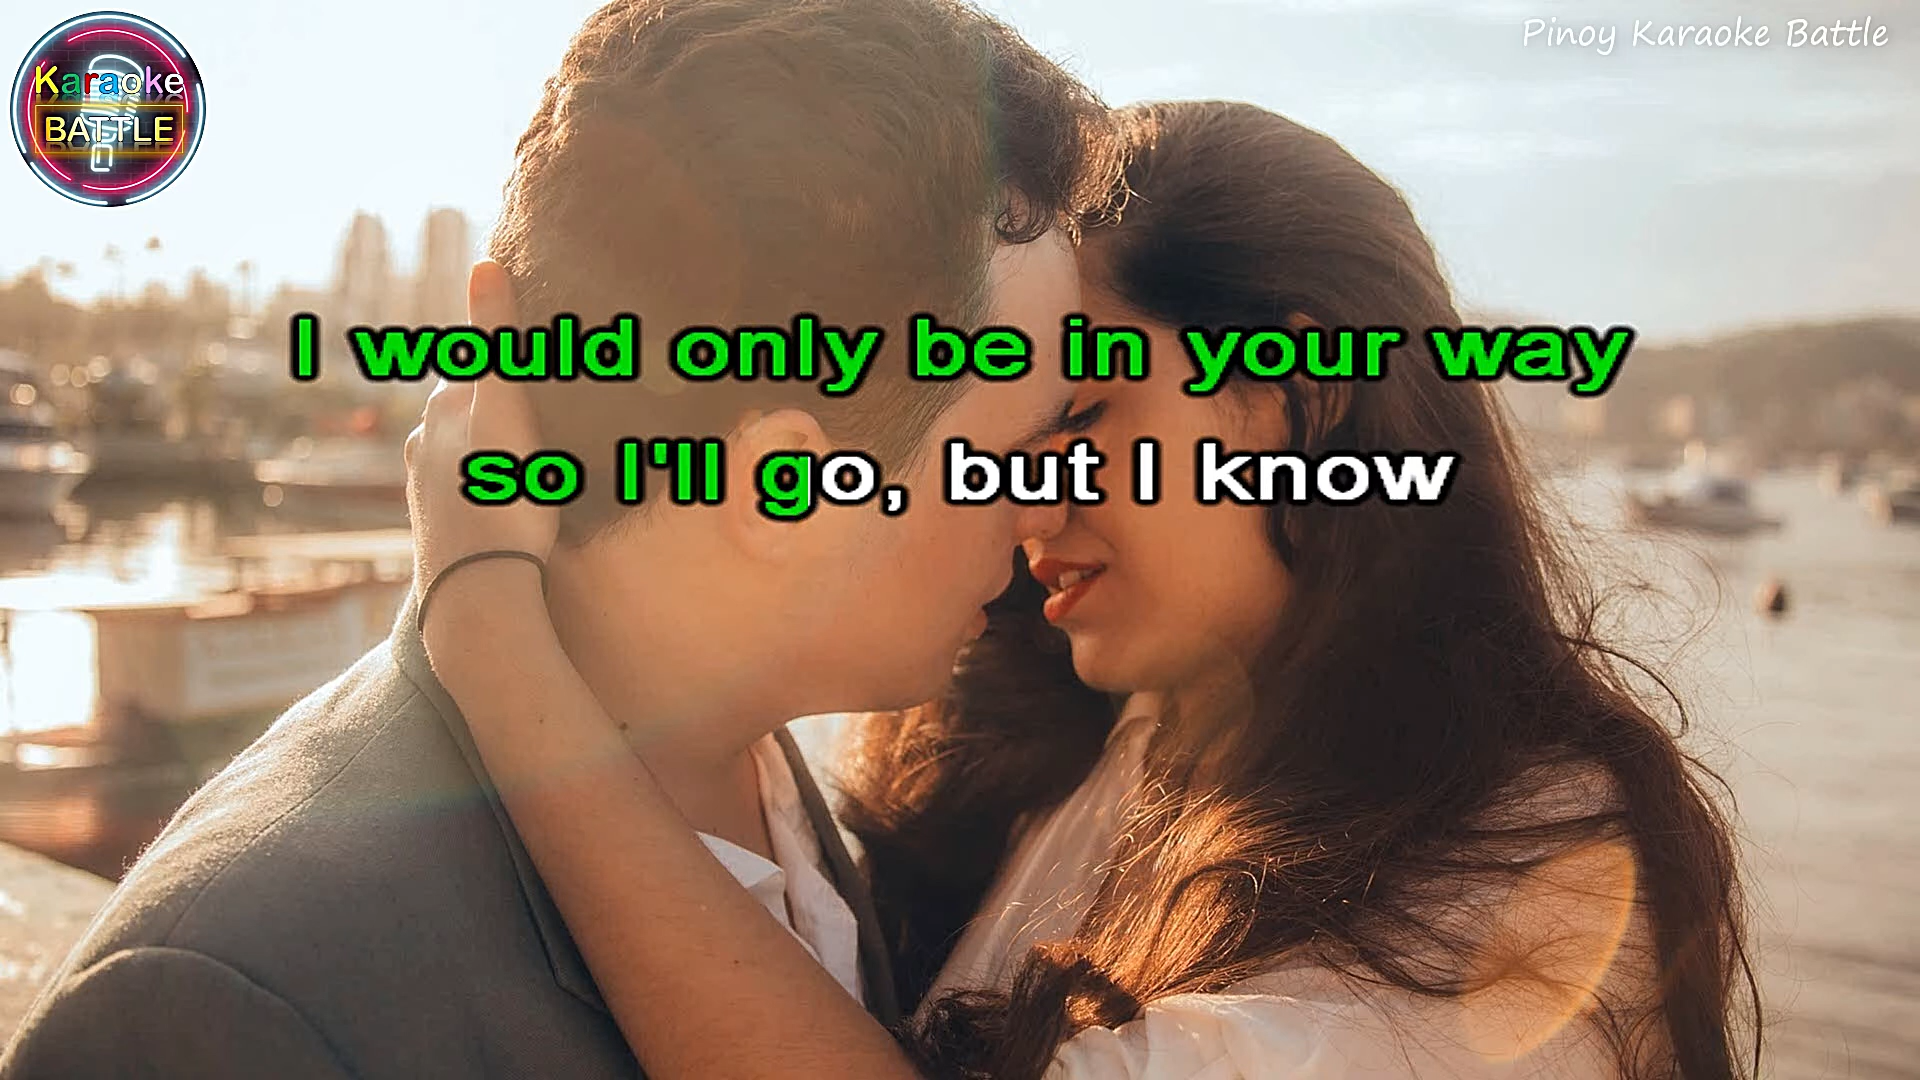 Karaoke
BATTLE
Pinoy Karaoke Battle
I would only be in your way
so I'll go, but I know